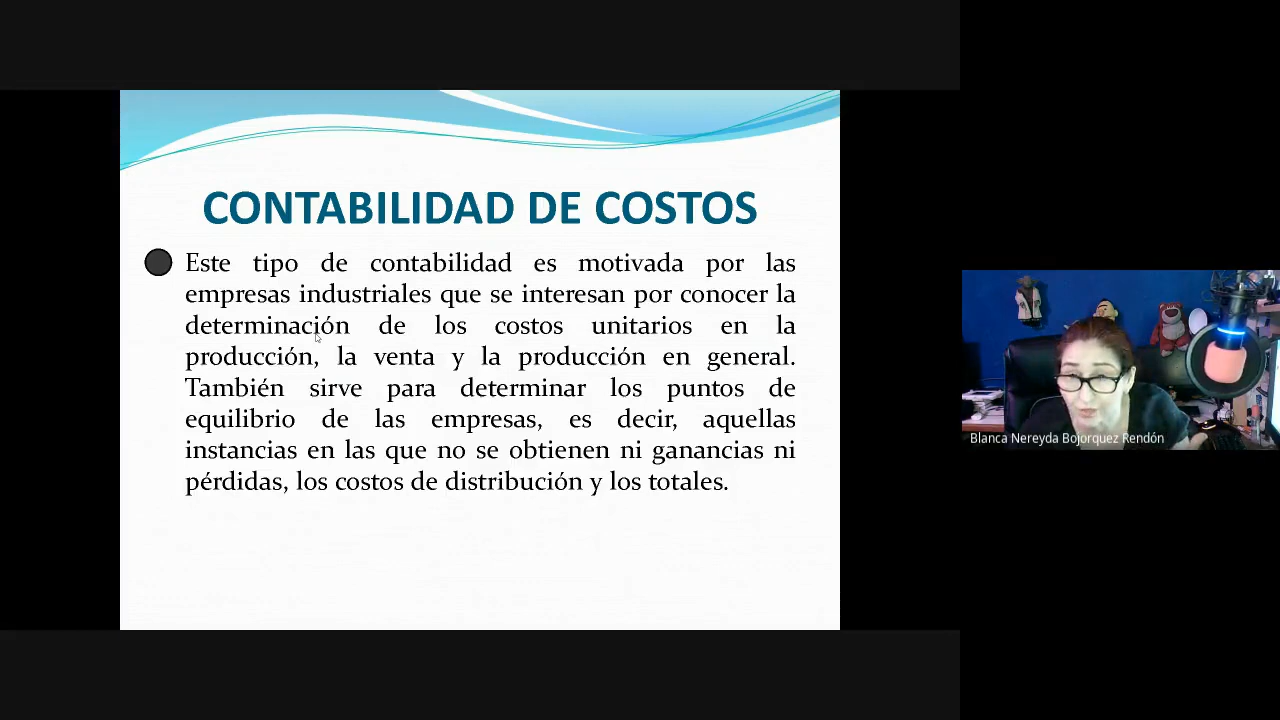 CONTABILIDAD DE COSTOS
Este tipo de contabilidad es motivada por las
empresas industriales que se interesan por conocer la
determinación de los costos unitarios en la
producción, la venta y la producción en general.
También sirve para determinar los puntos de
equilibrio de las empresas, es decir, aquellas
instancias en las que no se obtienen ni ganancias ni
pérdidas, los costos de distribución y los totales.
Blanca Nereyda Bojorquez Rendón